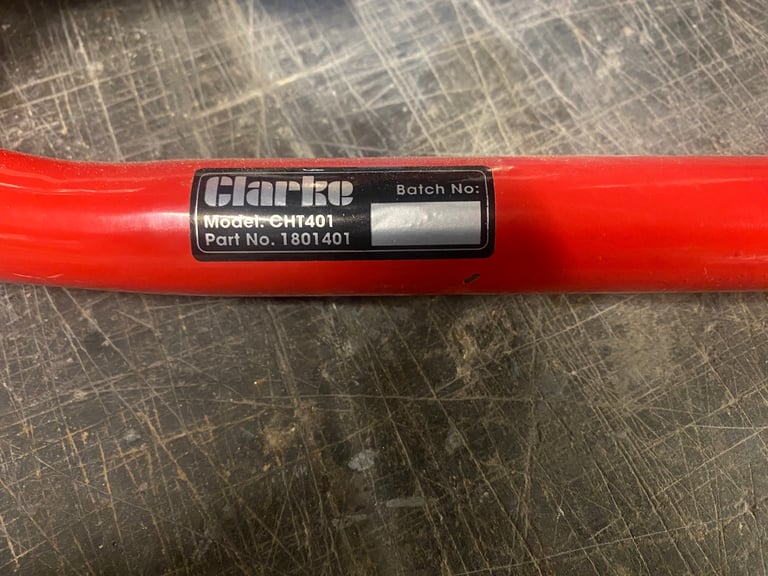 Clarke
Batch No:
Model. CHT401
Part No. 1801401